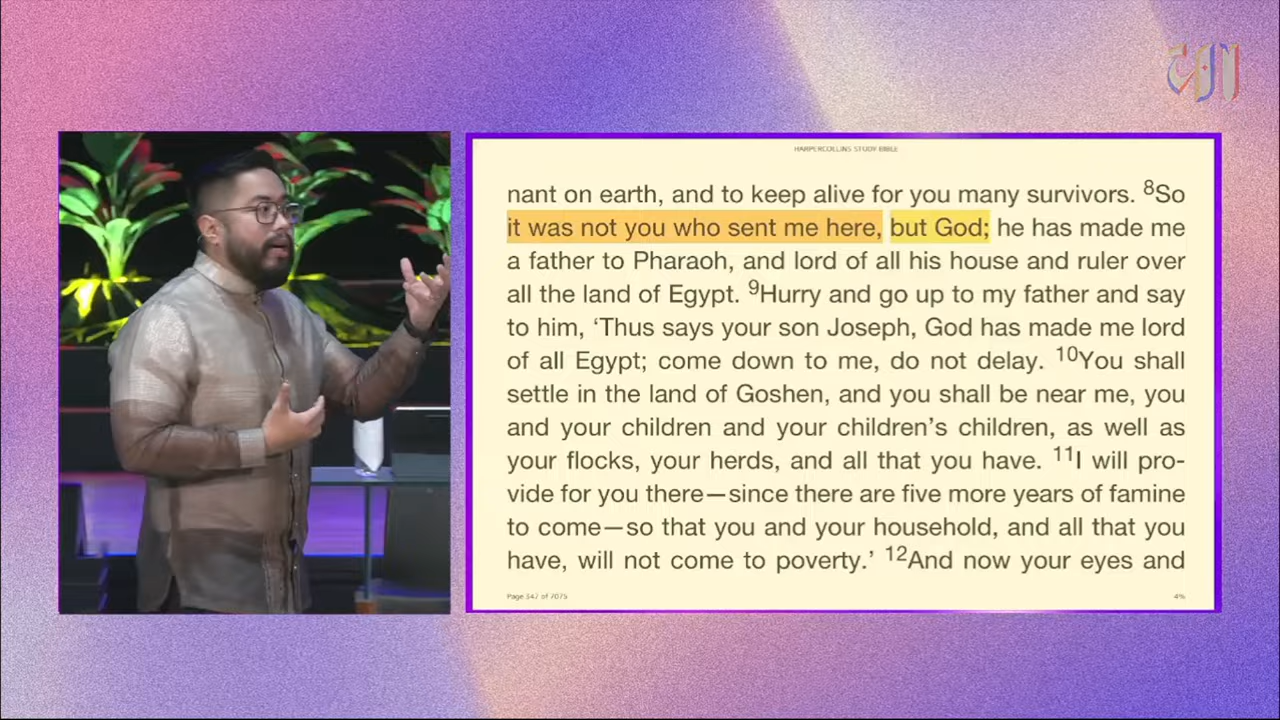 HARPERCOLLINS STUDY BIBLE
nant on earth, and to keep alive for you many survivors. ⁸So
it was not you who sent me here, but God; he has made me
a father to Pharaoh, and lord of all his house and ruler over
all the land of Egypt. ⁹Hurry and go up to my father and say
to him, ‘Thus says your son Joseph, God has made me lord
of all Egypt; come down to me, do not delay. ¹⁰You shall
settle in the land of Goshen, and you shall be near me, you
and your children and your children’s children, as well as
your flocks, your herds, and all that you have. ¹¹I will pro-
vide for you there—since there are five more years of famine
to come—so that you and your household, and all that you
have, will not come to poverty.’ ¹²And now your eyes and
Page 347 of 7075
4%